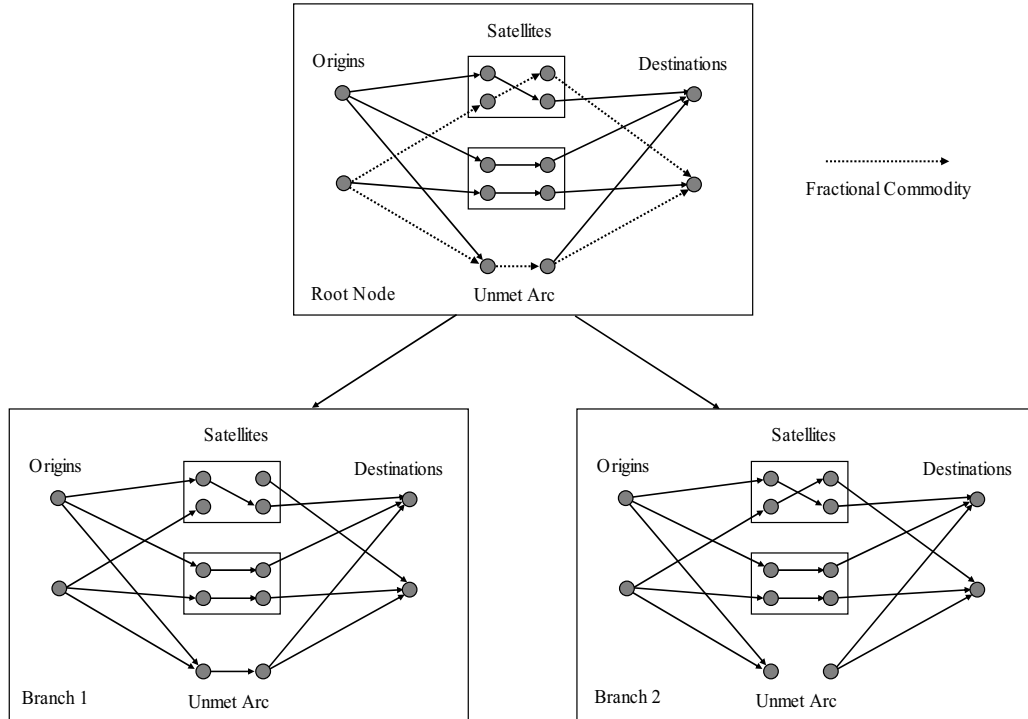 Satellites
Origins
Destinations
Fractional Commodity
Root Node
Unmet Arc
Satellites
Origins
Destinations
Branch 1
Unmet Arc
Satellites
Origins
Destinations
Branch 2
Unmet Arc